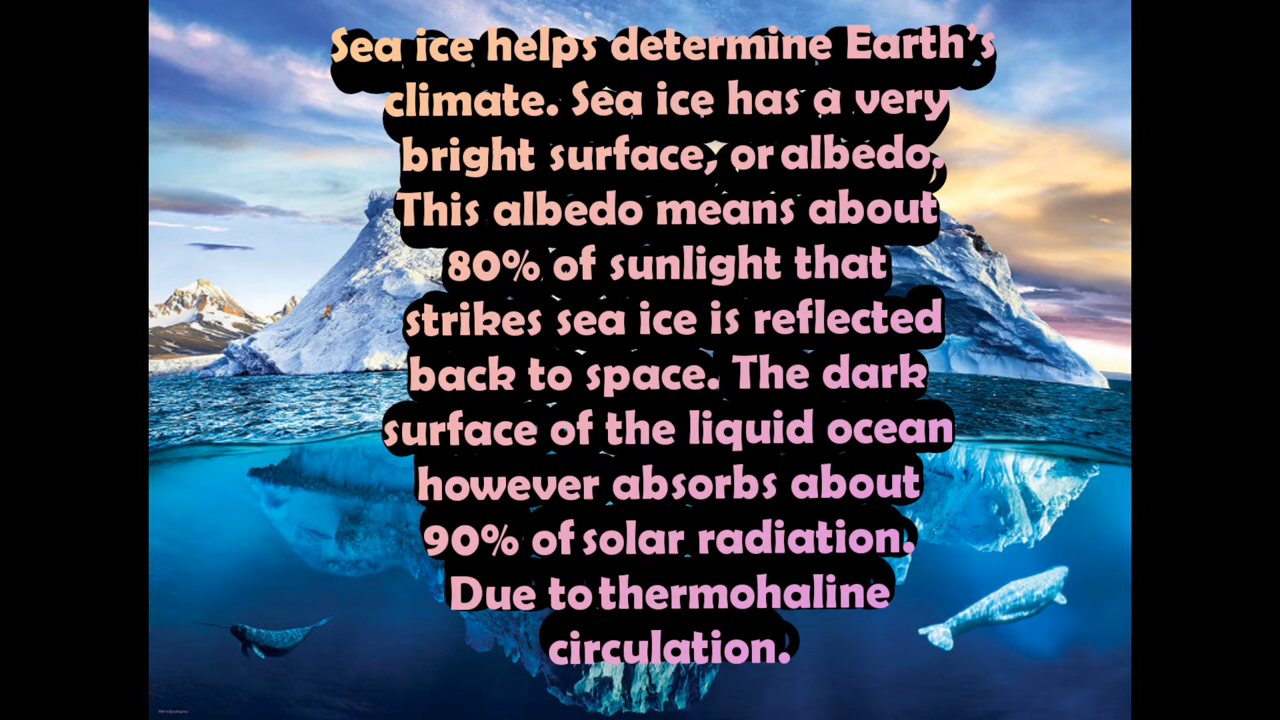 Sea ice helps determine Earth's
climate. Sea ice has a very
bright surface, or albedo.
This albedo means about
80% of sunlight that
strikes sea ice is reflected
back to space. The dark
surface of the liquid ocean
however absorbs about
90% of solar radiation.
Due to thermohaline
circulation.